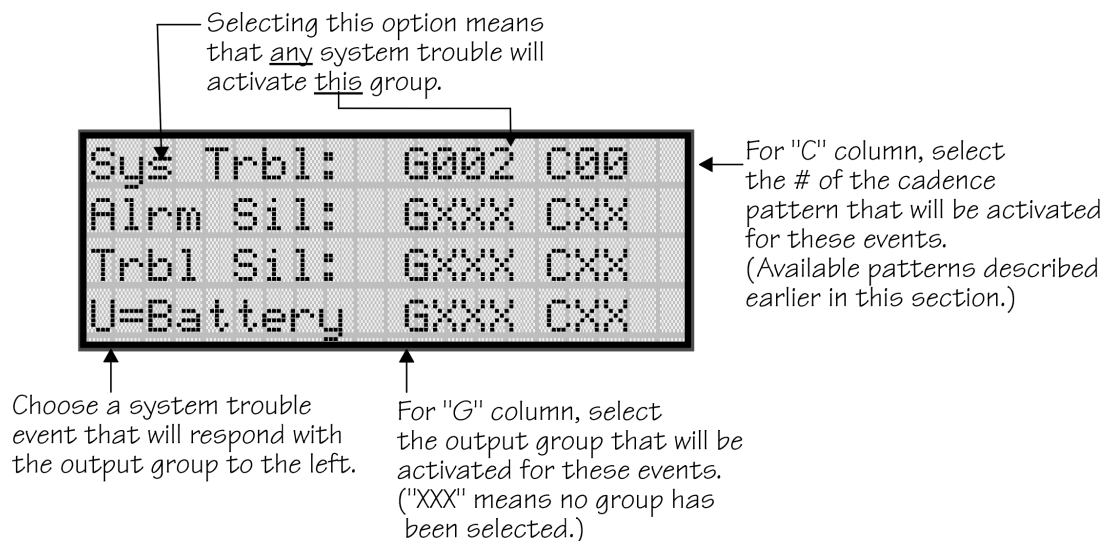 Selecting this option means
that any system trouble will
activate this group.
Sys Trbl: G002 C00
Alrm Sil: GXXX CXX
Trbl Sil: GXXX CXX
U=Battery GXXX CXX
For "C" column, select
the # of the cadence
pattern that will be activated
for these events.
(Available patterns described
earlier in this section.)
Choose a system trouble
event that will respond with
the output group to the left.
For "G" column, select
the output group that will be
activated for these events.
("XXX" means no group has
been selected.)